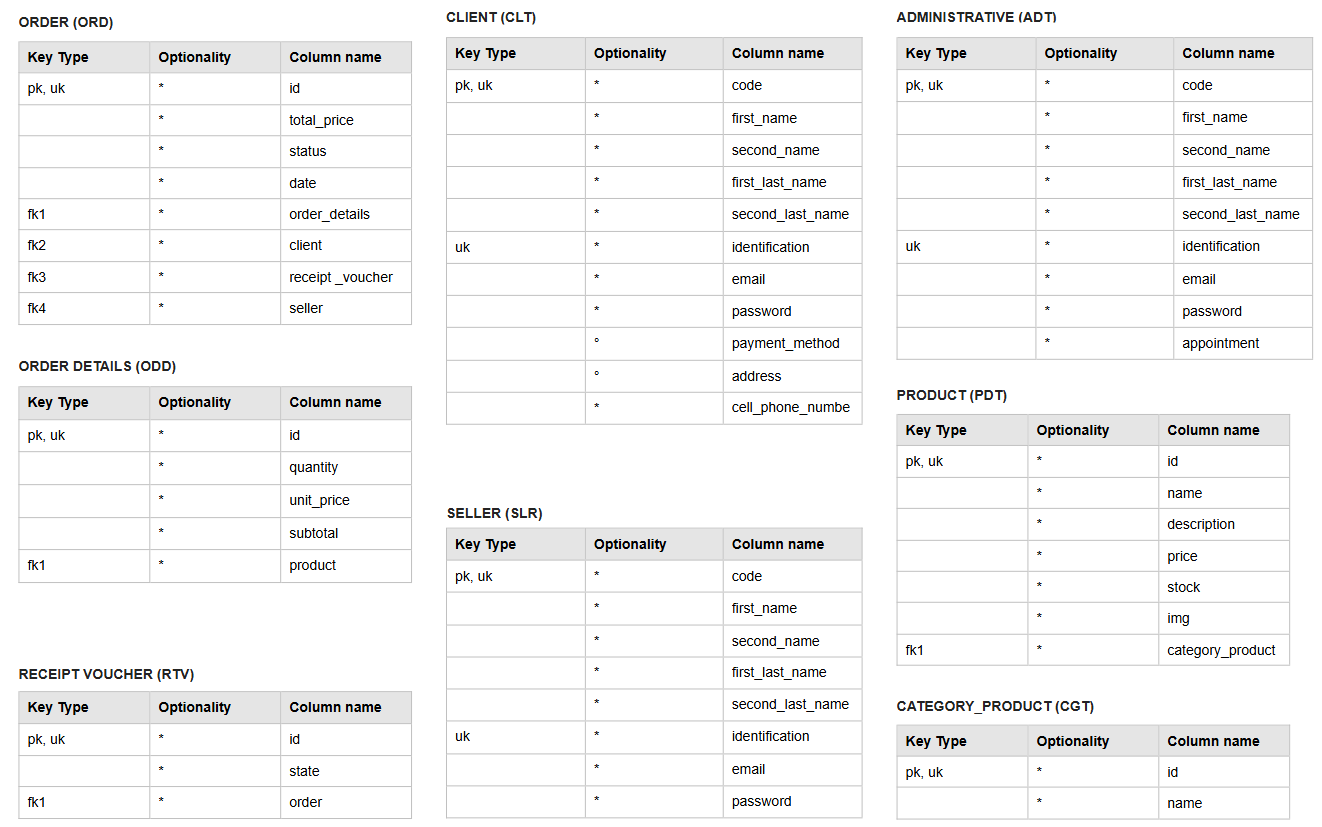 ORDER (ORD)
Key Type Optionality Column name
pk, uk * id
* total_price
* status
* date
fk1 * order_details
fk2 * client
fk3 * receipt _voucher
fk4 * seller
ORDER DETAILS (ODD)
Key Type Optionality Column name
pk, uk * id
* quantity
* unit_price
* subtotal
fk1 * product
RECEIPT VOUCHER (RTV)
Key Type Optionality Column name
pk, uk * id
* state
fk1 * order
CLIENT (CLT)
Key Type Optionality Column name
pk, uk * code
* first_name
* second_name
* first_last_name
* second_last_name
uk * identification
* email
* password
° payment_method
° address
* cell_phone_numbe
SELLER (SLR)
Key Type Optionality Column name
pk, uk * code
* first_name
* second_name
* first_last_name
* second_last_name
uk * identification
* email
* password
ADMINISTRATIVE (ADT)
Key Type Optionality Column name
pk, uk * code
* first_name
* second_name
* first_last_name
* second_last_name
uk * identification
* email
* password
* appointment
PRODUCT (PDT)
Key Type Optionality Column name
pk, uk * id
* name
* description
* price
* stock
* img
fk1 * category_product
CATEGORY_PRODUCT (CGT)
Key Type Optionality Column name
pk, uk * id
* name